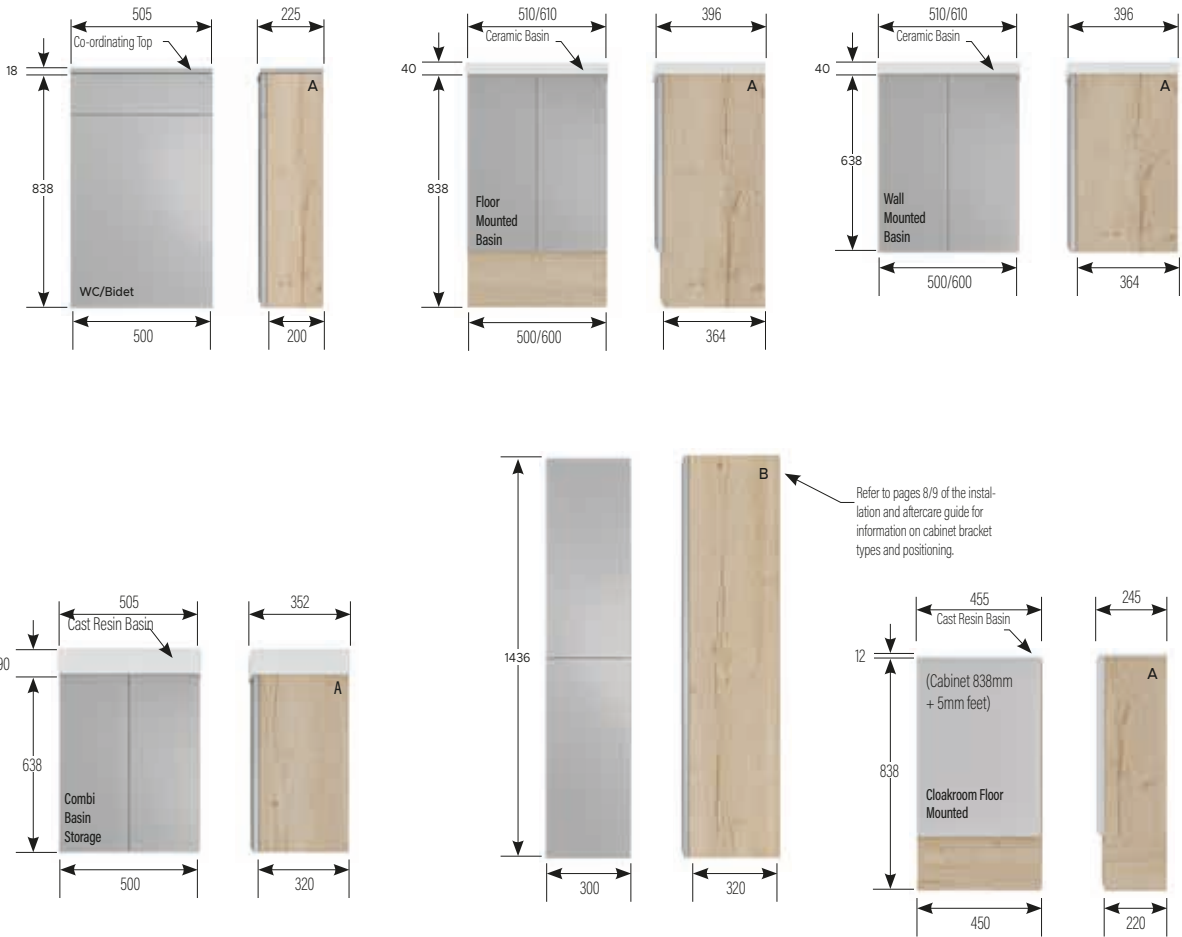 505
225
Co-ordinating Top
18
A
838
WC/Bidet
500
200
510/610
396
Ceramic Basin
40
A
838
Floor
Mounted
Basin
500/600
364
510/610
396
Ceramic Basin
40
A
638
Wall
Mounted
Basin
500/600
364
1436
B
300
320
Refer to pages 8/9 of the instal-
lation and aftercare guide for
information on cabinet bracket
types and positioning.
505
352
Cast Resin Basin
90
A
638
Combi
Basin
Storage
500
320
455
245
Cast Resin Basin
12
(Cabinet 838mm
+ 5mm feet)
A
838
Cloakroom Floor
Mounted
450
220